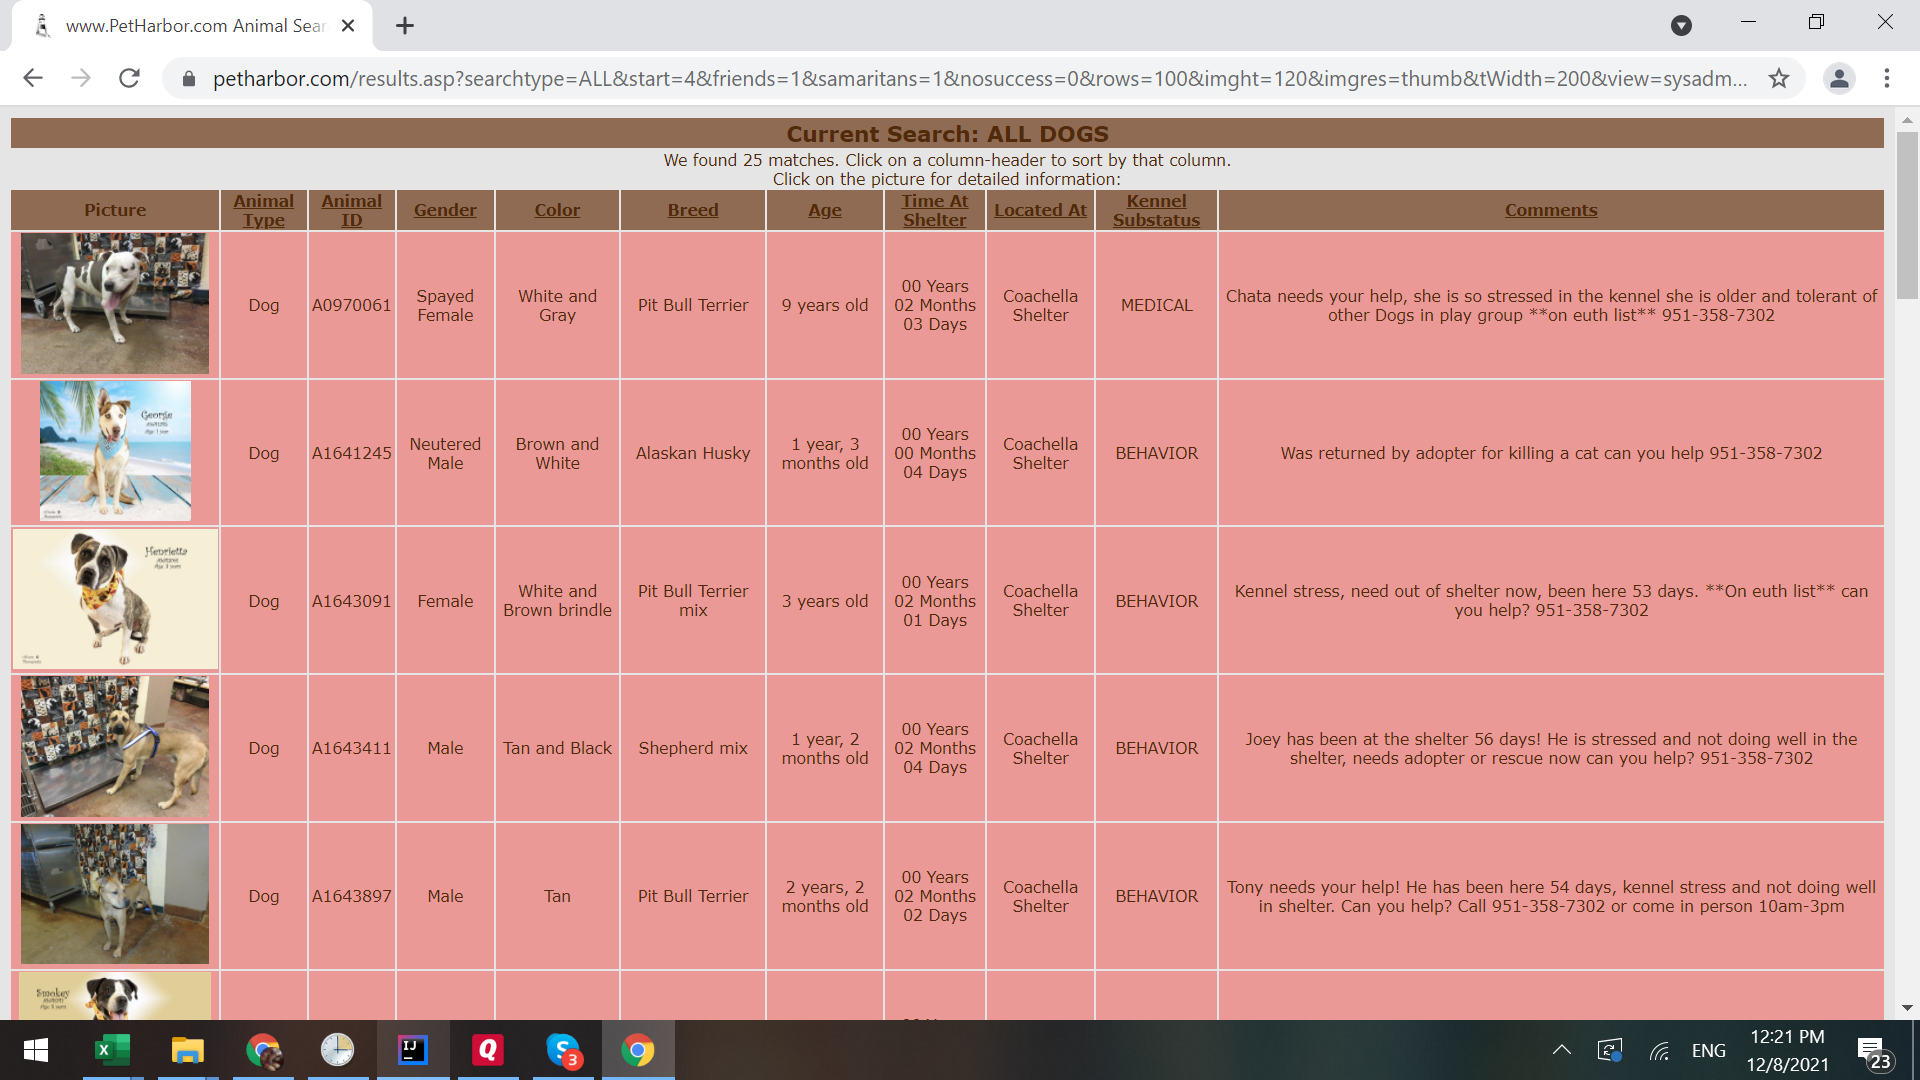 www.PetHarbor.com Animal Sear
petharbor.com/results.asp?searchtype=ALL&start=4&friends=1&samaritans=1&nosuccess=0&rows=100&imght=120&imgres=thumb&tWidth=200&view=sysadm...
Current Search: ALL DOGS
We found 25 matches. Click on a column-header to sort by that column.
Click on the picture for detailed information:
Picture Animal Type Animal ID Gender Color Breed Age Time At Shelter Located At Kennel Substatus Comments
Dog A0970061 Spayed Female White and Gray Pit Bull Terrier 9 years old 00 Years 02 Months 03 Days Coachella Shelter MEDICAL Chata needs your help, she is so stressed in the kennel she is older and tolerant of other Dogs in play group **on euth list** 951-358-7302
George
Age: 1 year
Dog A1641245 Neutered Male Brown and White Alaskan Husky 1 year, 3 months old 00 Years 00 Months 04 Days Coachella Shelter BEHAVIOR Was returned by adopter for killing a cat can you help 951-358-7302
Henrietta
Age: 3 years
Dog A1643091 Female White and Brown brindle Pit Bull Terrier mix 3 years old 00 Years 02 Months 01 Days Coachella Shelter BEHAVIOR Kennel stress, need out of shelter now, been here 53 days. **On euth list** can you help? 951-358-7302
Dog A1643411 Male Tan and Black Shepherd mix 1 year, 2 months old 00 Years 02 Months 04 Days Coachella Shelter BEHAVIOR Joey has been at the shelter 56 days! He is stressed and not doing well in the shelter, needs adopter or rescue now can you help? 951-358-7302
Dog A1643897 Male Tan Pit Bull Terrier 2 years, 2 months old 00 Years 02 Months 02 Days Coachella Shelter BEHAVIOR Tony needs your help! He has been here 54 days, kennel stress and not doing well in shelter. Can you help? Call 951-358-7302 or come in person 10am-3pm
Smokey
X
IJ
Q
S 3
ENG
12:21 PM
12/8/2021
23